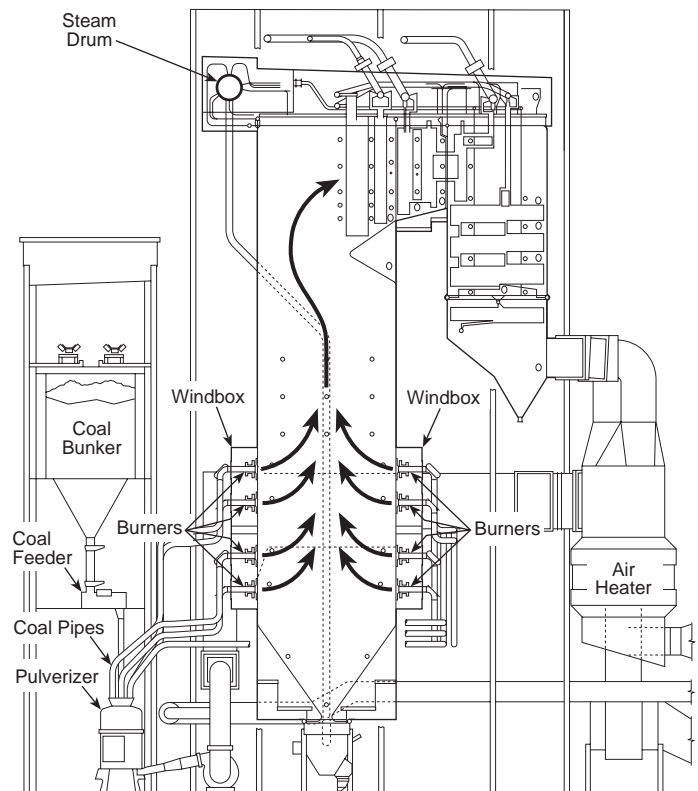 Steam
Drum
Windbox
Windbox
Coal
Bunker
Burners
Burners
Coal
Feeder
Air
Heater
Coal Pipes
Pulverizer